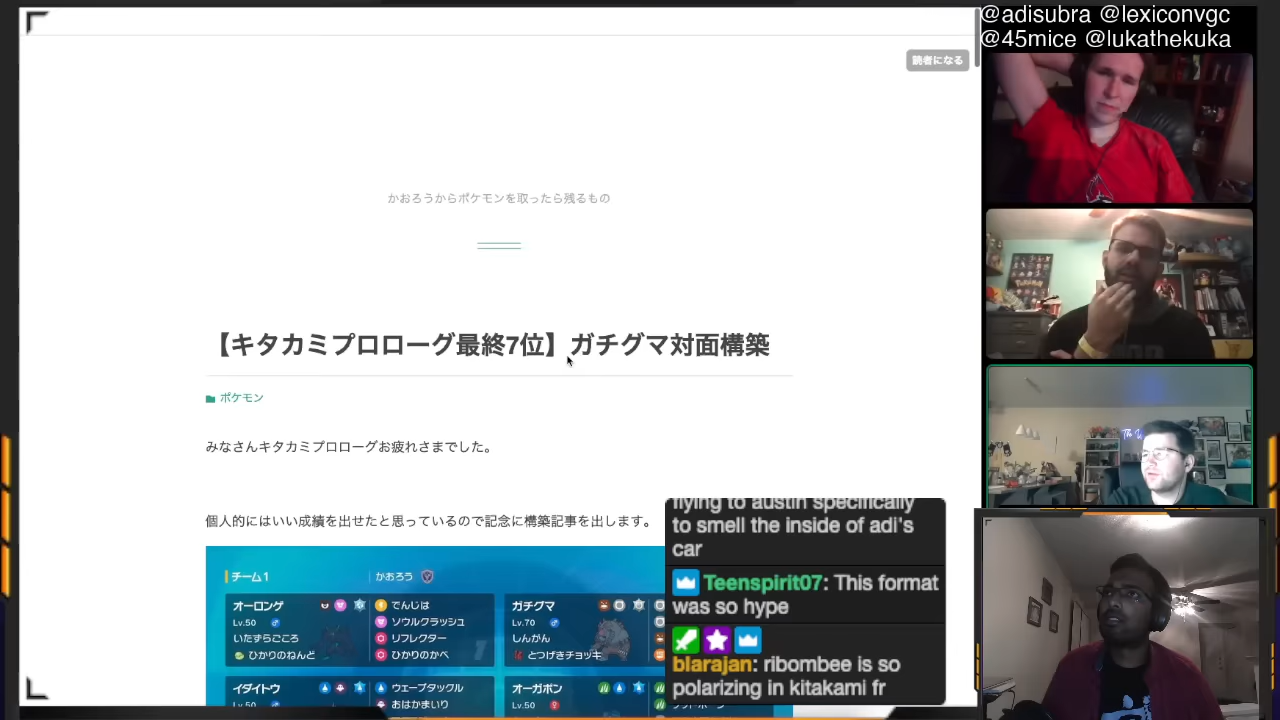 @adisubra @lexiconvgc
@45mice @lukathekuka
読者になる
かおろうからポケモンを取ったら残るもの
【キタカミプロローグ最終7位】ガチグマ対面構築
ポケモン
みなさんキタカミプロローグお疲れさまでした。
個人的にはいい成績を出せたと思っているので記念に構築記事を出します。
チーム1
かおろう
オーロンゲ
Lv.50
いたずらごころ
ひかりのねんど
でんじは
ソウルクラッシュ
リフレクター
ひかりのかべ
ガチグマ
Lv.70
しんがん
とつげきチョッキ
イダイトウ
Lv.50
ウェーブタックル
おはかまいり
オーガポン
Lv.50
flying to austin specifically
to smell the inside of adi's
car
Teenspirit07: This format
was so hype
blarajan: ribombee is so
polarizing in kitakami fr